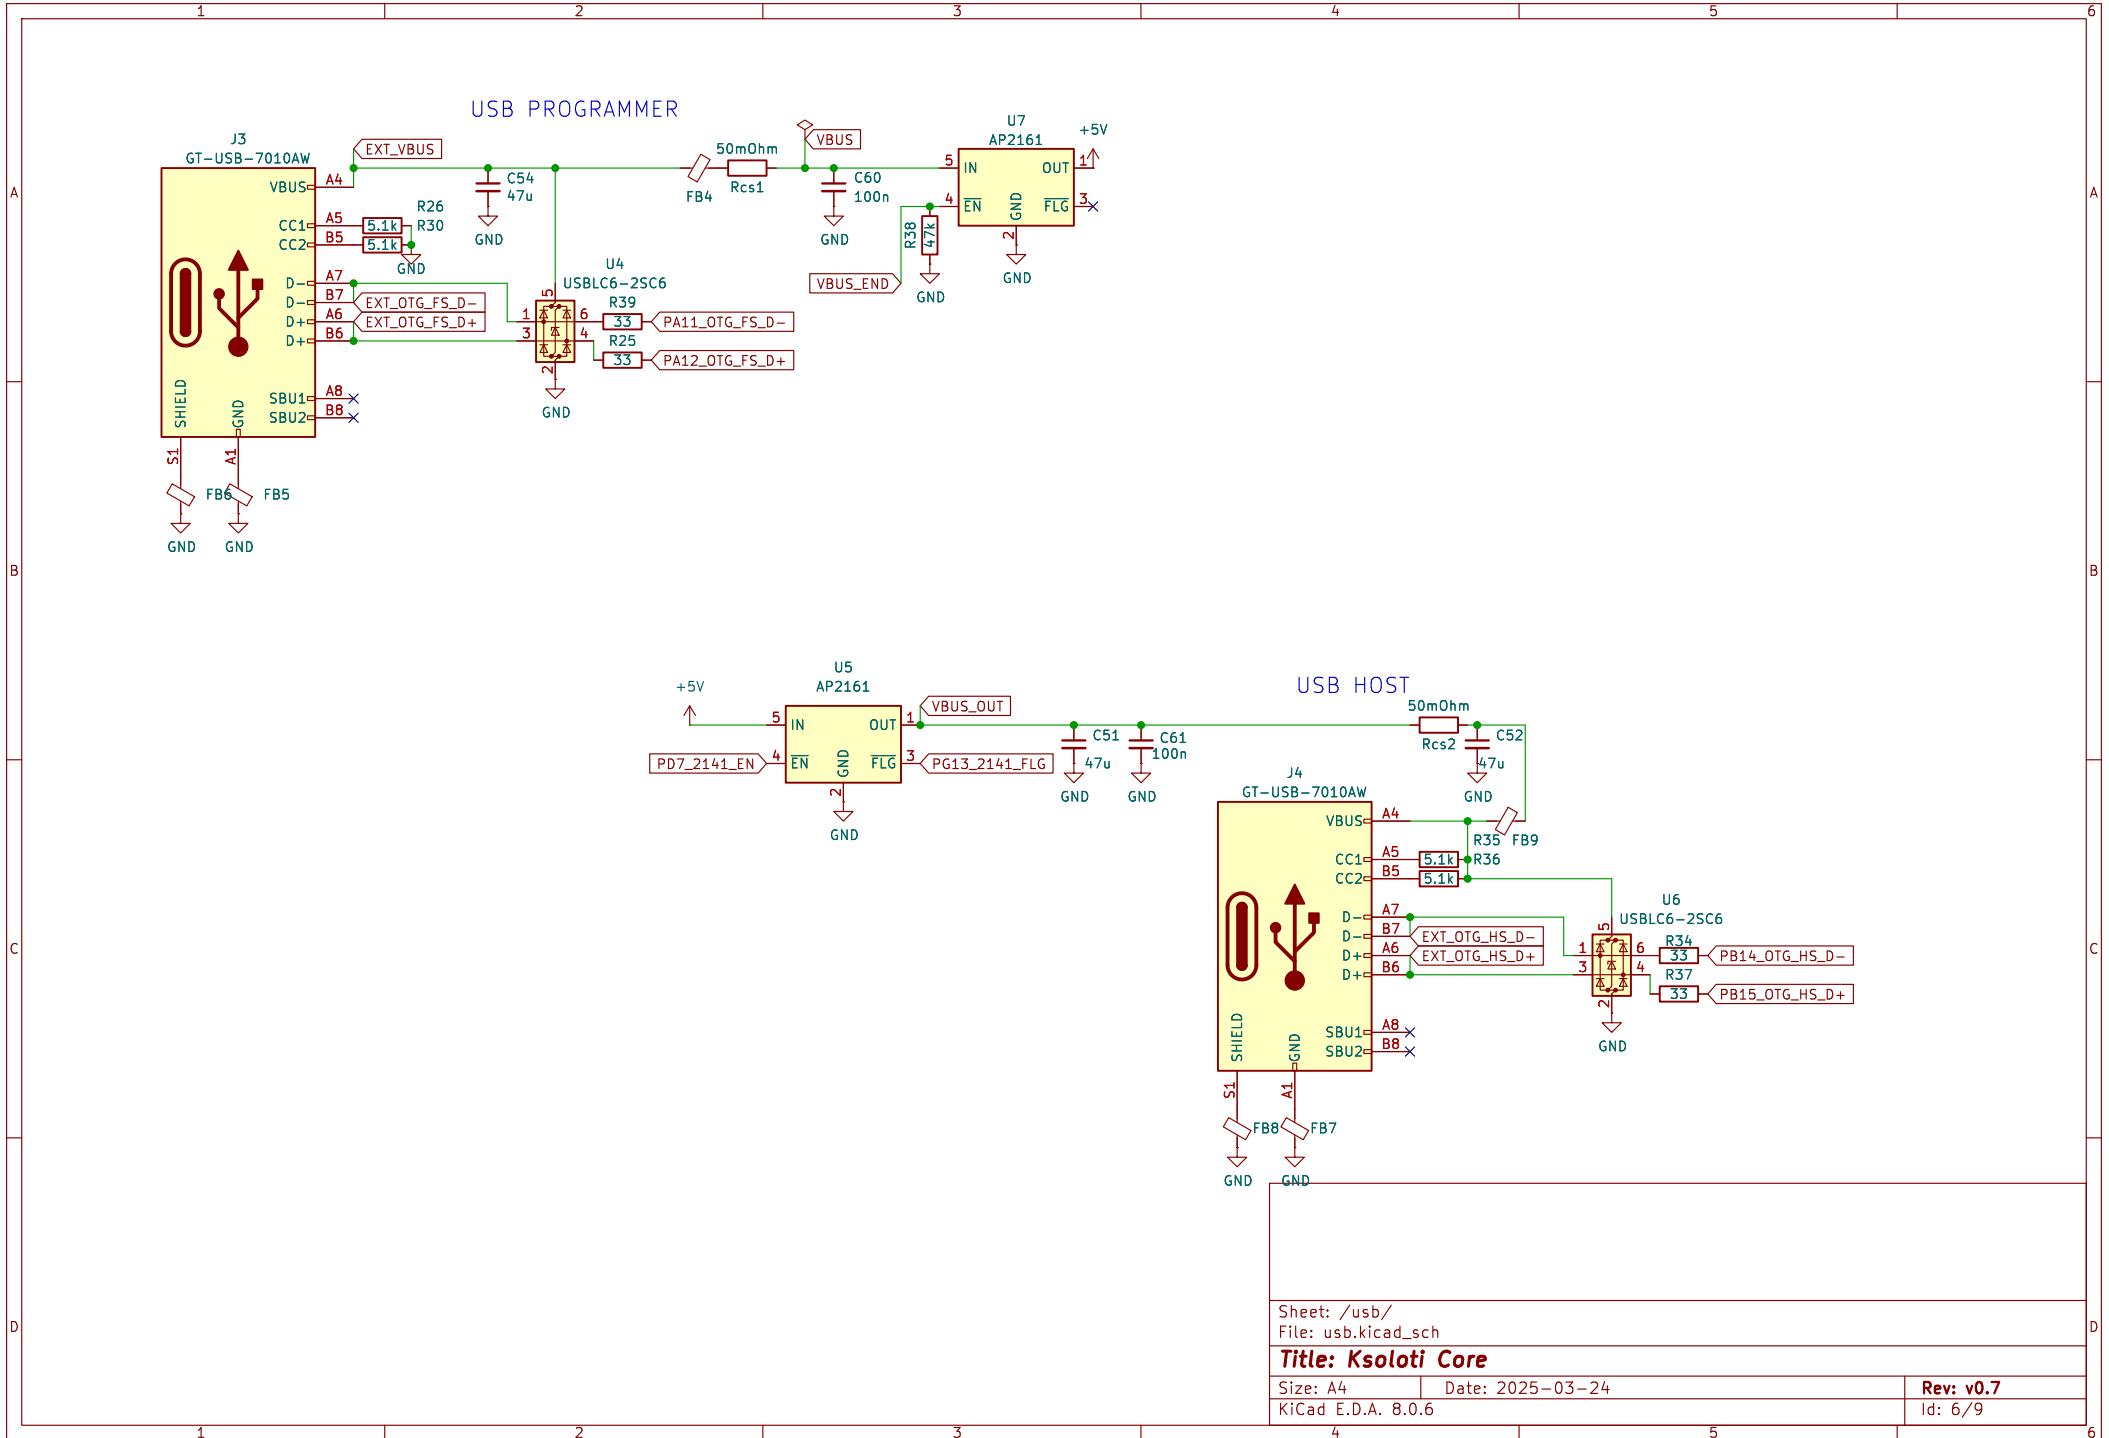 1 2 3 4 5 6
A
B
C
D
A
B
C
D
USB PROGRAMMER
J3
GT-USB-7010AW
EXT_VBUS
VBUS
A4
CC1
A5
CC2
B5
R26
R30
5.1k
5.1k
GND
D-
A7
D-
B7
D+
A6
D+
B6
EXT_OTG_FS_D-
EXT_OTG_FS_D+
SBU1
A8
SBU2
B8
SHIELD
GND
S1
A1
FB6
FB5
GND
GND
C54
47u
GND
U4
USBLC6-2SC6
5
1
3
6
4
2
GND
R39
33
R25
33
PA11_OTG_FS_D-
PA12_OTG_FS_D+
FB4
50mOhm
Rcs1
VBUS
C60
100n
GND
VBUS_END
R38
47k
GND
U7
AP2161
5
IN
4
EN
OUT
1
FLG
3
GND
2
GND
+5V
+5V
U5
AP2161
5
IN
4
EN
OUT
1
FLG
3
GND
2
GND
PD7_2141_EN
VBUS_OUT
PG13_2141_FLG
C51
47u
GND
C61
100n
GND
USB HOST
50mOhm
Rcs2
C52
47u
GND
J4
GT-USB-7010AW
VBUS
A4
CC1
A5
CC2
B5
R35
R36
5.1k
5.1k
FB9
D-
A7
D-
B7
D+
A6
D+
B6
EXT_OTG_HS_D-
EXT_OTG_HS_D+
SBU1
A8
SBU2
B8
SHIELD
GND
S1
A1
FB8
FB7
GND
GND
U6
USBLC6-2SC6
5
1
3
6
4
2
GND
R34
33
R37
33
PB14_OTG_HS_D-
PB15_OTG_HS_D+
Sheet: /usb/
File: usb.kicad_sch
Title: Ksoloti Core
Size: A4 Date: 2025-03-24 Rev: v0.7
KiCad E.D.A. 8.0.6 Id: 6/9
1 2 3 4 5 6